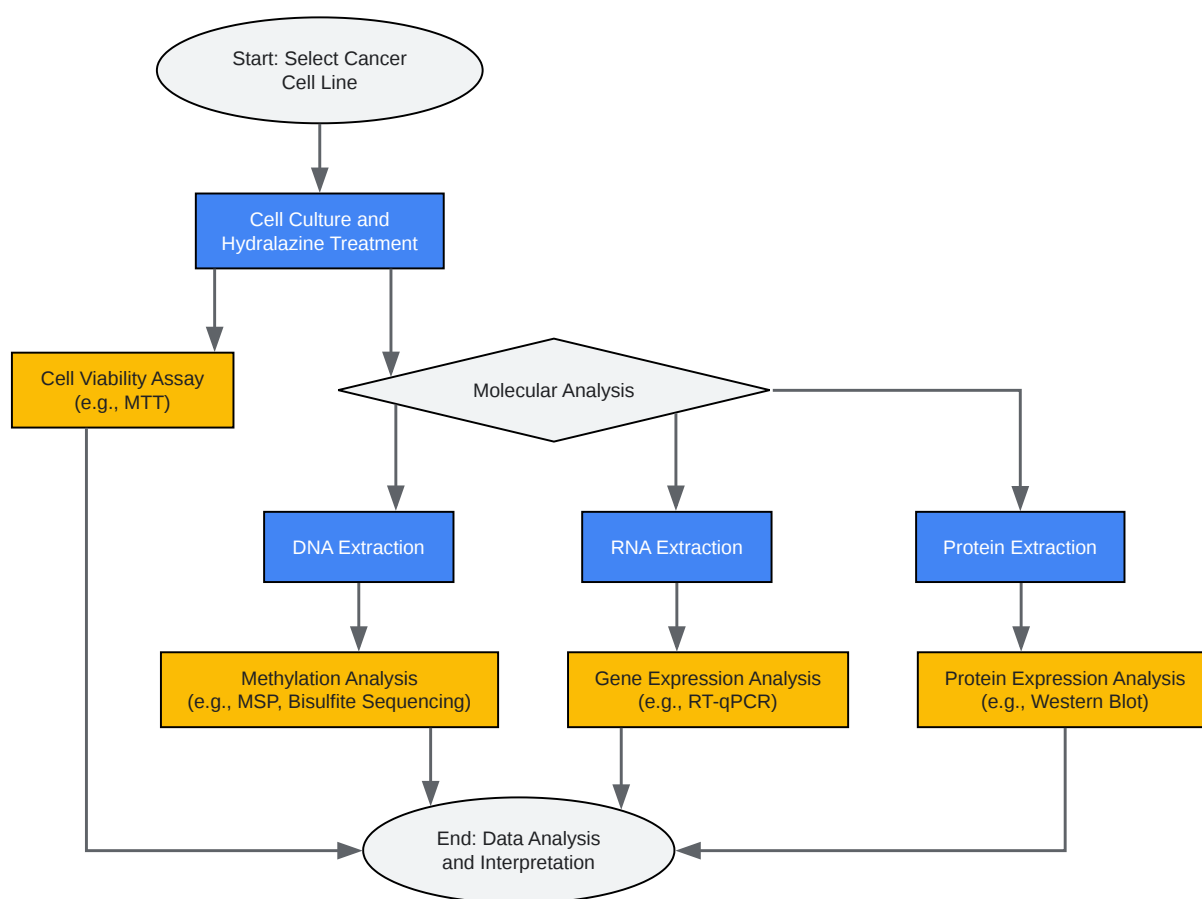 Start: Select Cancer
Cell Line
Cell Culture and
Hydralazine Treatment
Cell Viability Assay
(e.g., MTT)
Molecular Analysis
DNA Extraction
RNA Extraction
Protein Extraction
Methylation Analysis
(e.g., MSP, Bisulfite Sequencing)
Gene Expression Analysis
(e.g., RT-qPCR)
Protein Expression Analysis
(e.g., Western Blot)
End: Data Analysis
and Interpretation